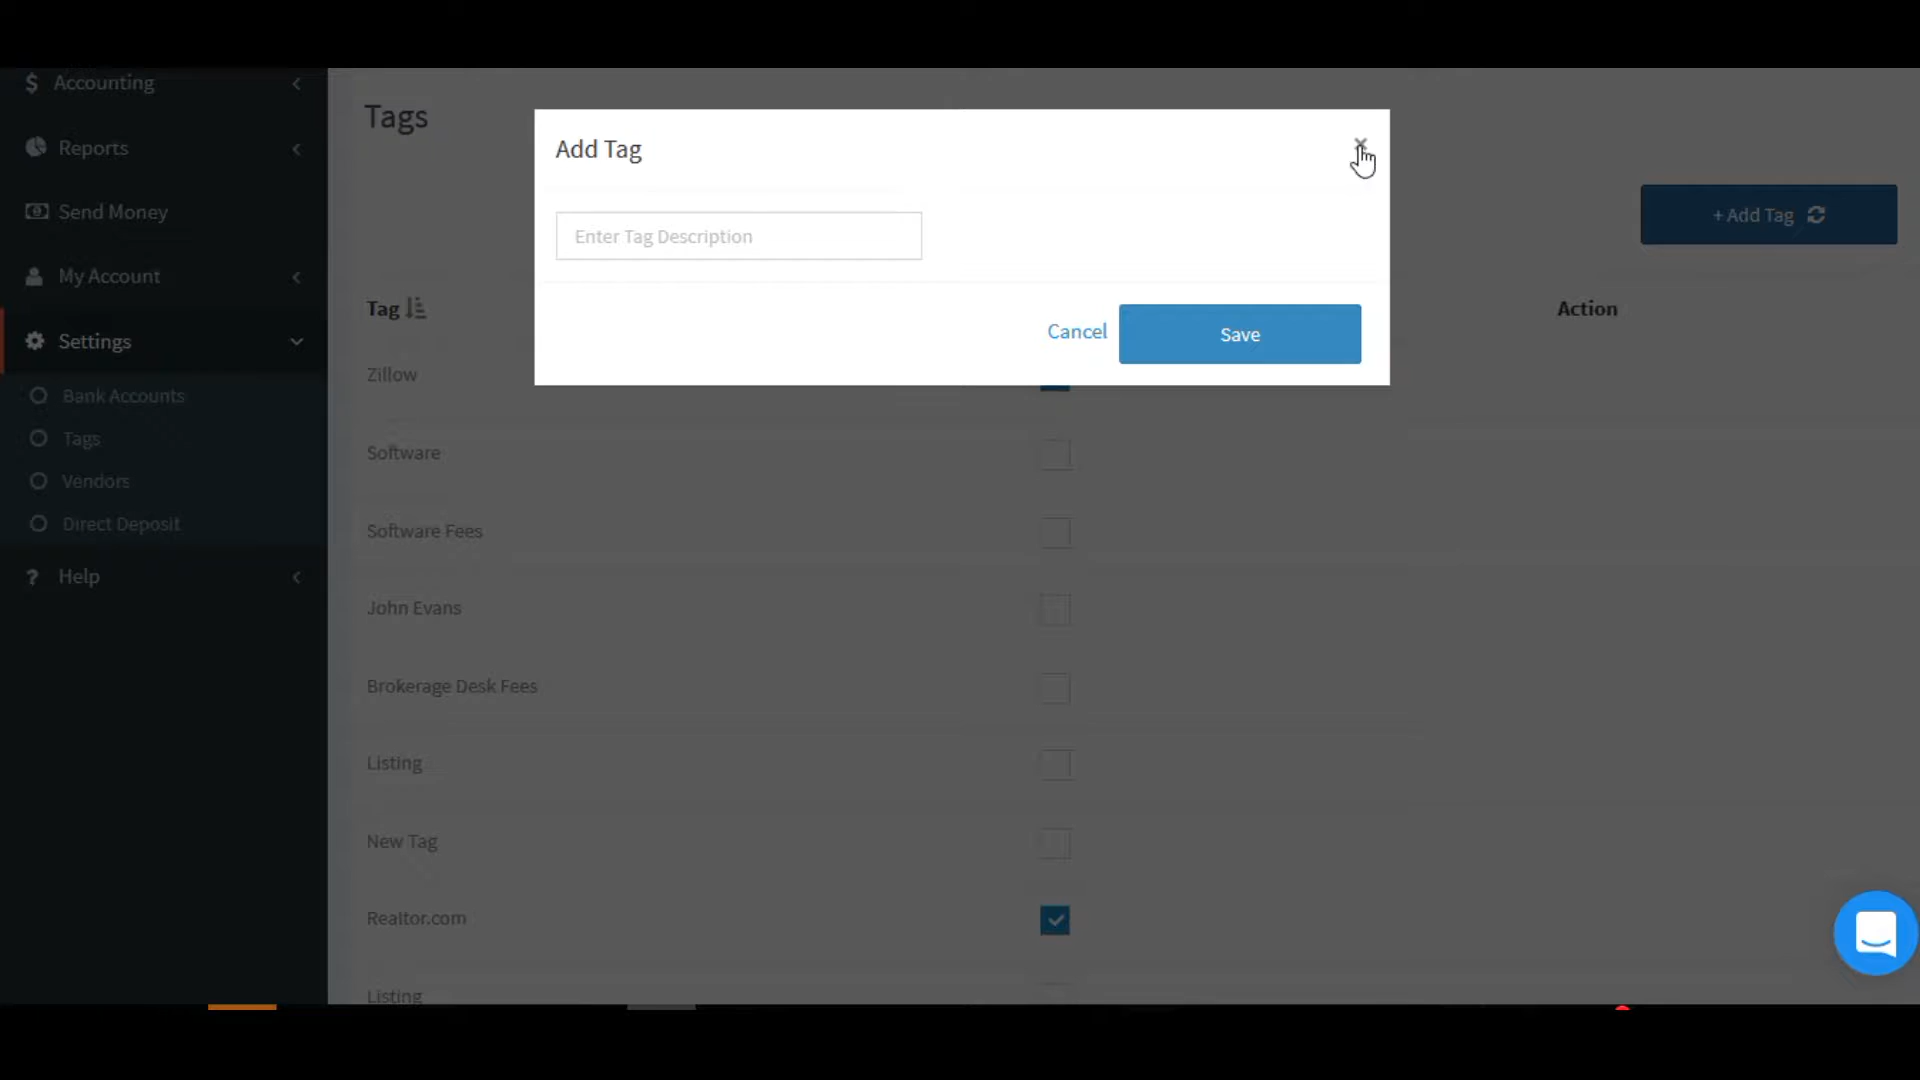 Accounting
Reports
Send Money
My Account
Settings
Bank Accounts
Tags
Vendors
Direct Deposit
? Help
Tags
Add Tag
Enter Tag Description
Cancel
Save
+ Add Tag
Tag
Action
Zillow
Software
Software Fees
John Evans
Brokerage Desk Fees
Listing
New Tag
Realtor.com
Listing